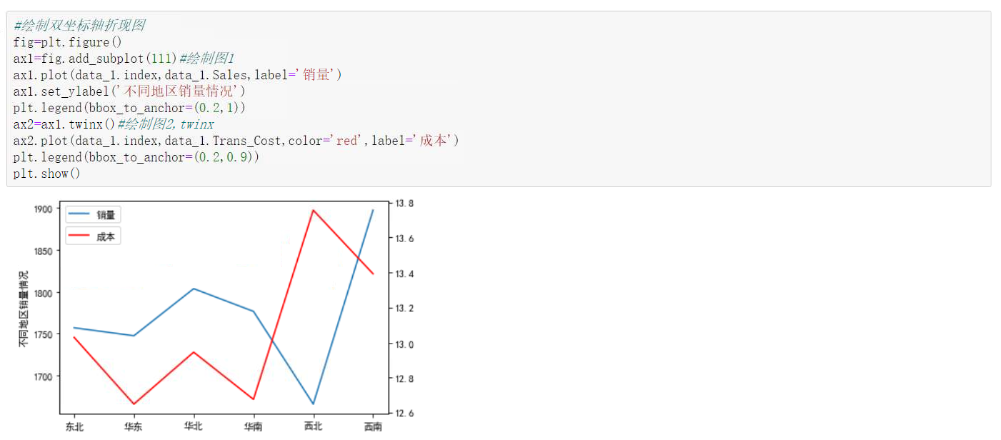 #绘制双坐标轴折现图
fig=plt.figure()
ax1=fig.add_subplot(111)#绘制图1
ax1.plot(data_1.index,data_1.Sales,label='销量')
ax1.set_ylabel('不同地区销量情况')
plt.legend(bbox_to_anchor=(0.2,1))
ax2=ax1.twinx()#绘制图2,twinx
ax2.plot(data_1.index,data_1.Trans_Cost,color='red',label='成本')
plt.legend(bbox_to_anchor=(0.2,0.9))
plt.show()
销量
成本
不同地区销量情况
1900
1850
1800
1750
1700
13.8
13.6
13.4
13.2
13.0
12.8
12.6
东北 华东 华北 华南 西北 西南